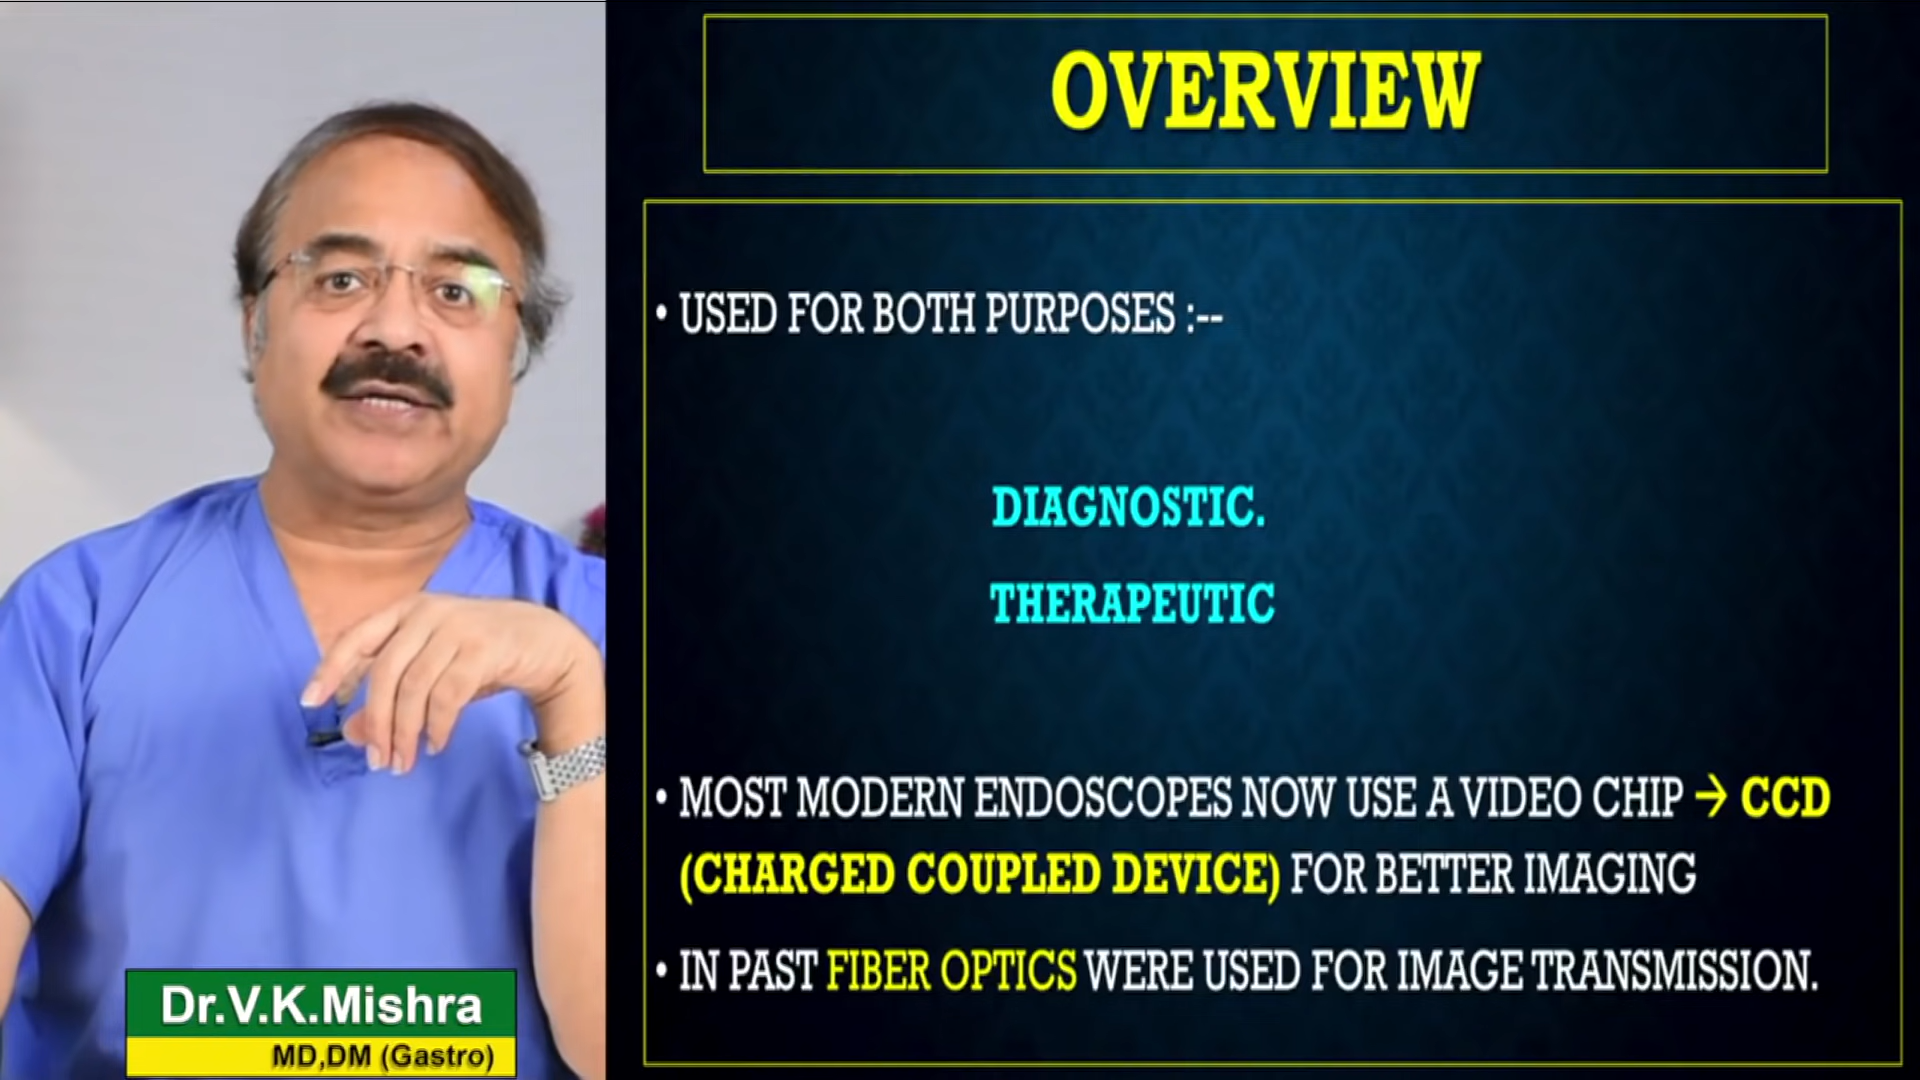 OVERVIEW
• USED FOR BOTH PURPOSES :--
DIAGNOSTIC.
THERAPEUTIC
• MOST MODERN ENDOSCOPES NOW USE A VIDEO CHIP → CCD
(CHARGED COUPLED DEVICE) FOR BETTER IMAGING
• IN PAST FIBER OPTICS WERE USED FOR IMAGE TRANSMISSION.
Dr.V.K.Mishra
MD,DM (Gastro)